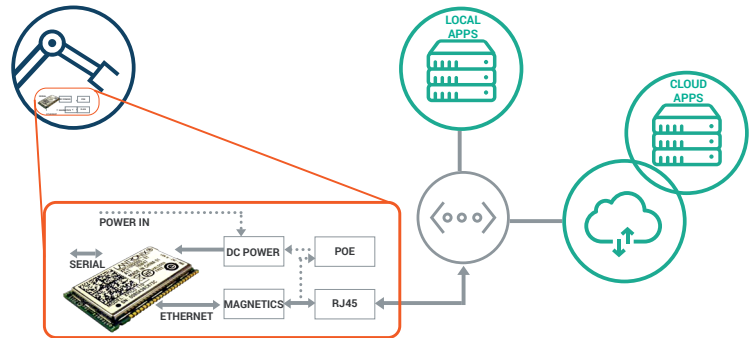 LOCAL
APPS
CLOUD
APPS
POWER IN
DC POWER
POE
SERIAL
MAGNETICS
RJ45
ETHERNET